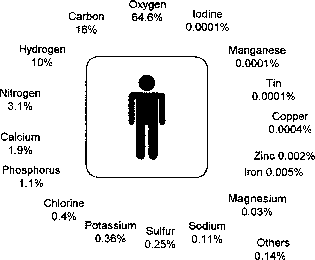 Oxygen
64.6%
Iodine
0.0001%
Manganese
0.0001%
Tin
0.0001%
Copper
0.0004%
Zinc 0.002%
Iron 0.005%
Magnesium
0.03%
Others
0.14%
Sodium
0.11%
Sulfur
0.25%
Potassium
0.36%
Chlorine
0.4%
Phosphorus
1.1%
Calcium
1.9%
Nitrogen
3.1%
Hydrogen
10%
Carbon
18%